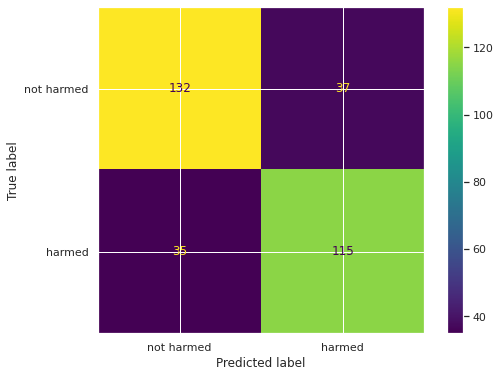 not harmed
harmed
True label
132
37
35
115
not harmed
harmed
Predicted label
120
100
80
60
40